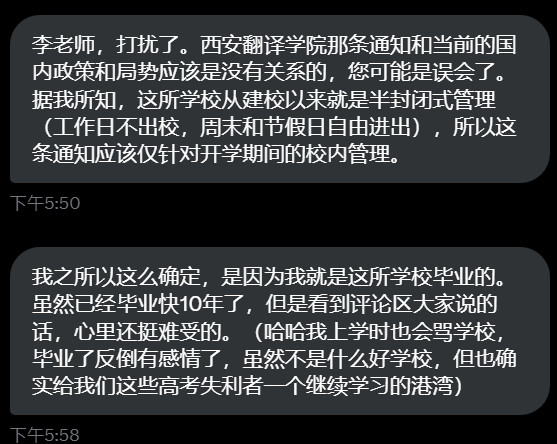 李老师，打扰了。西安翻译学院那条通知和当前的国
内政策和局势应该是没有关系的，您可能是误会了。
据我所知，这所学校从建校以来就是半封闭式管理
（工作日不出校，周末和节假日自由进出），所以这
条通知应该仅针对开学期间的校内管理。
下午5:50
我之所以这么确定，是因为我就是这所学校毕业的。
虽然已经毕业快10年了，但是看到评论区大家说的
话，心里还挺难受的。（哈哈我上学时也会骂学校，
毕业了反倒有感情了，虽然不是什么好学校，但也确
实给我们这些高考失利者一个继续学习的港湾）
下午5:58